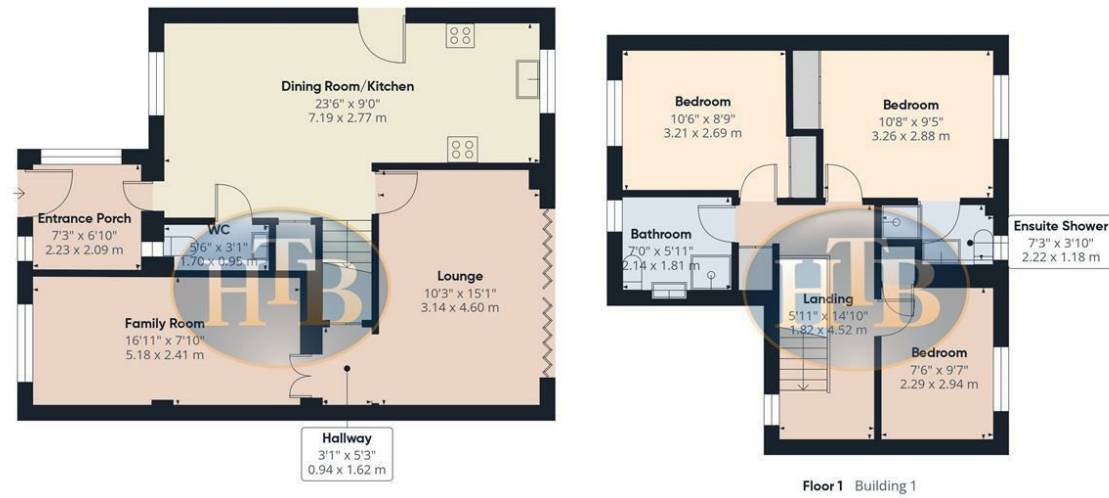 Dining Room/Kitchen
23'6" x 9'0"
7.19 x 2.77 m
Entrance Porch
7'3" x 6'10"
2.23 x 2.09 m
WC
5'6" x 3'1"
1.70 x 0.95 m
Lounge
10'3" x 15'1"
3.14 x 4.60 m
Family Room
16'11" x 7'10"
5.18 x 2.41 m
HTB
Hallway
3'1" x 5'3"
0.94 x 1.62 m
Bedroom
10'6" x 8'9"
3.21 x 2.69 m
Bedroom
10'8" x 9'5"
3.26 x 2.88 m
Bathroom
7'0" x 5'11"
2.14 x 1.81 m
Ensuite Shower
7'3" x 3'10"
2.22 x 1.18 m
Landing
5'11" x 14'10"
1.82 x 4.52 m
HTB
Bedroom
7'6" x 9'7"
2.29 x 2.94 m
Floor 1 Building 1